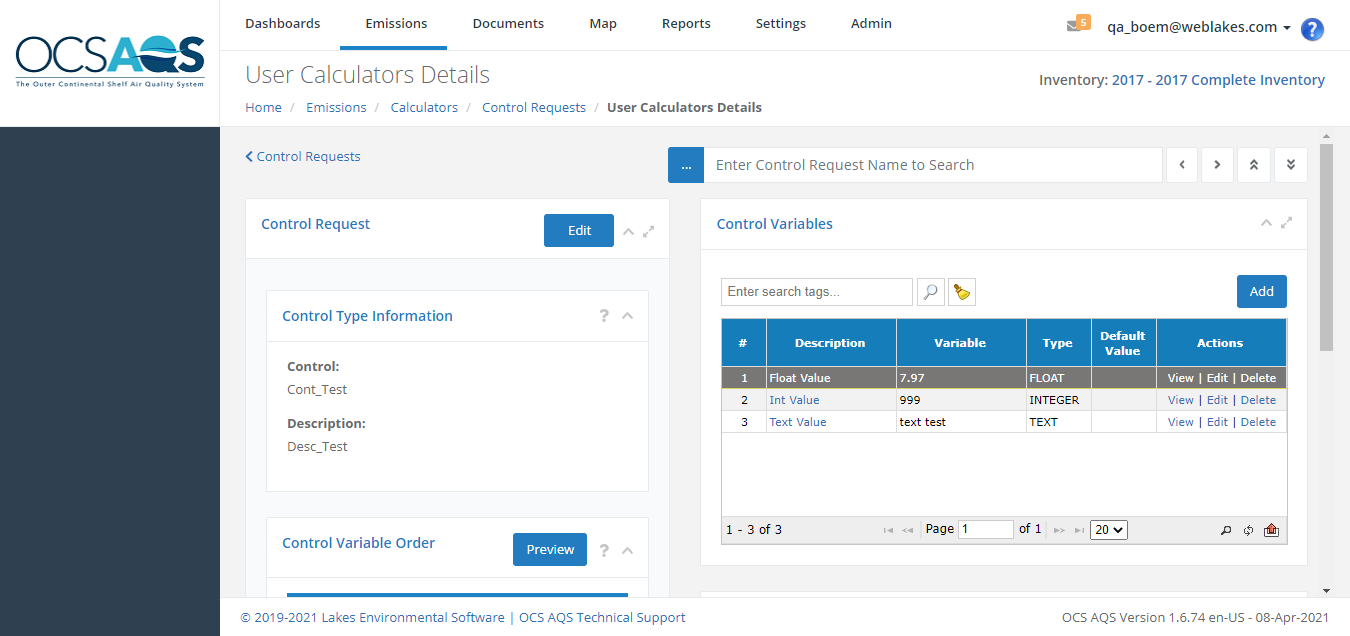 OCSAQS
The Outer Continental Shelf Air Quality System
Dashboards Emissions Documents Map Reports Settings Admin
5 qa_boem@weblakes.com ?
User Calculators Details
Inventory: 2017 - 2017 Complete Inventory
Home / Emissions / Calculators / Control Requests / User Calculators Details
Control Requests
... Enter Control Request Name to Search
Control Request Edit
Control Type Information ?
Control:
Cont_Test
Description:
Desc_Test
Control Variable Order Preview ?
Control Variables
Enter search tags... Add
# Description Variable Type Default Value Actions
1 Float Value 7.97 FLOAT View | Edit | Delete
2 Int Value 999 INTEGER View | Edit | Delete
3 Text Value text test TEXT View | Edit | Delete
1 - 3 of 3 Page 1 of 1 20
© 2019-2021 Lakes Environmental Software | OCS AQS Technical Support
OCS AQS Version 1.6.74 en-US - 08-Apr-2021